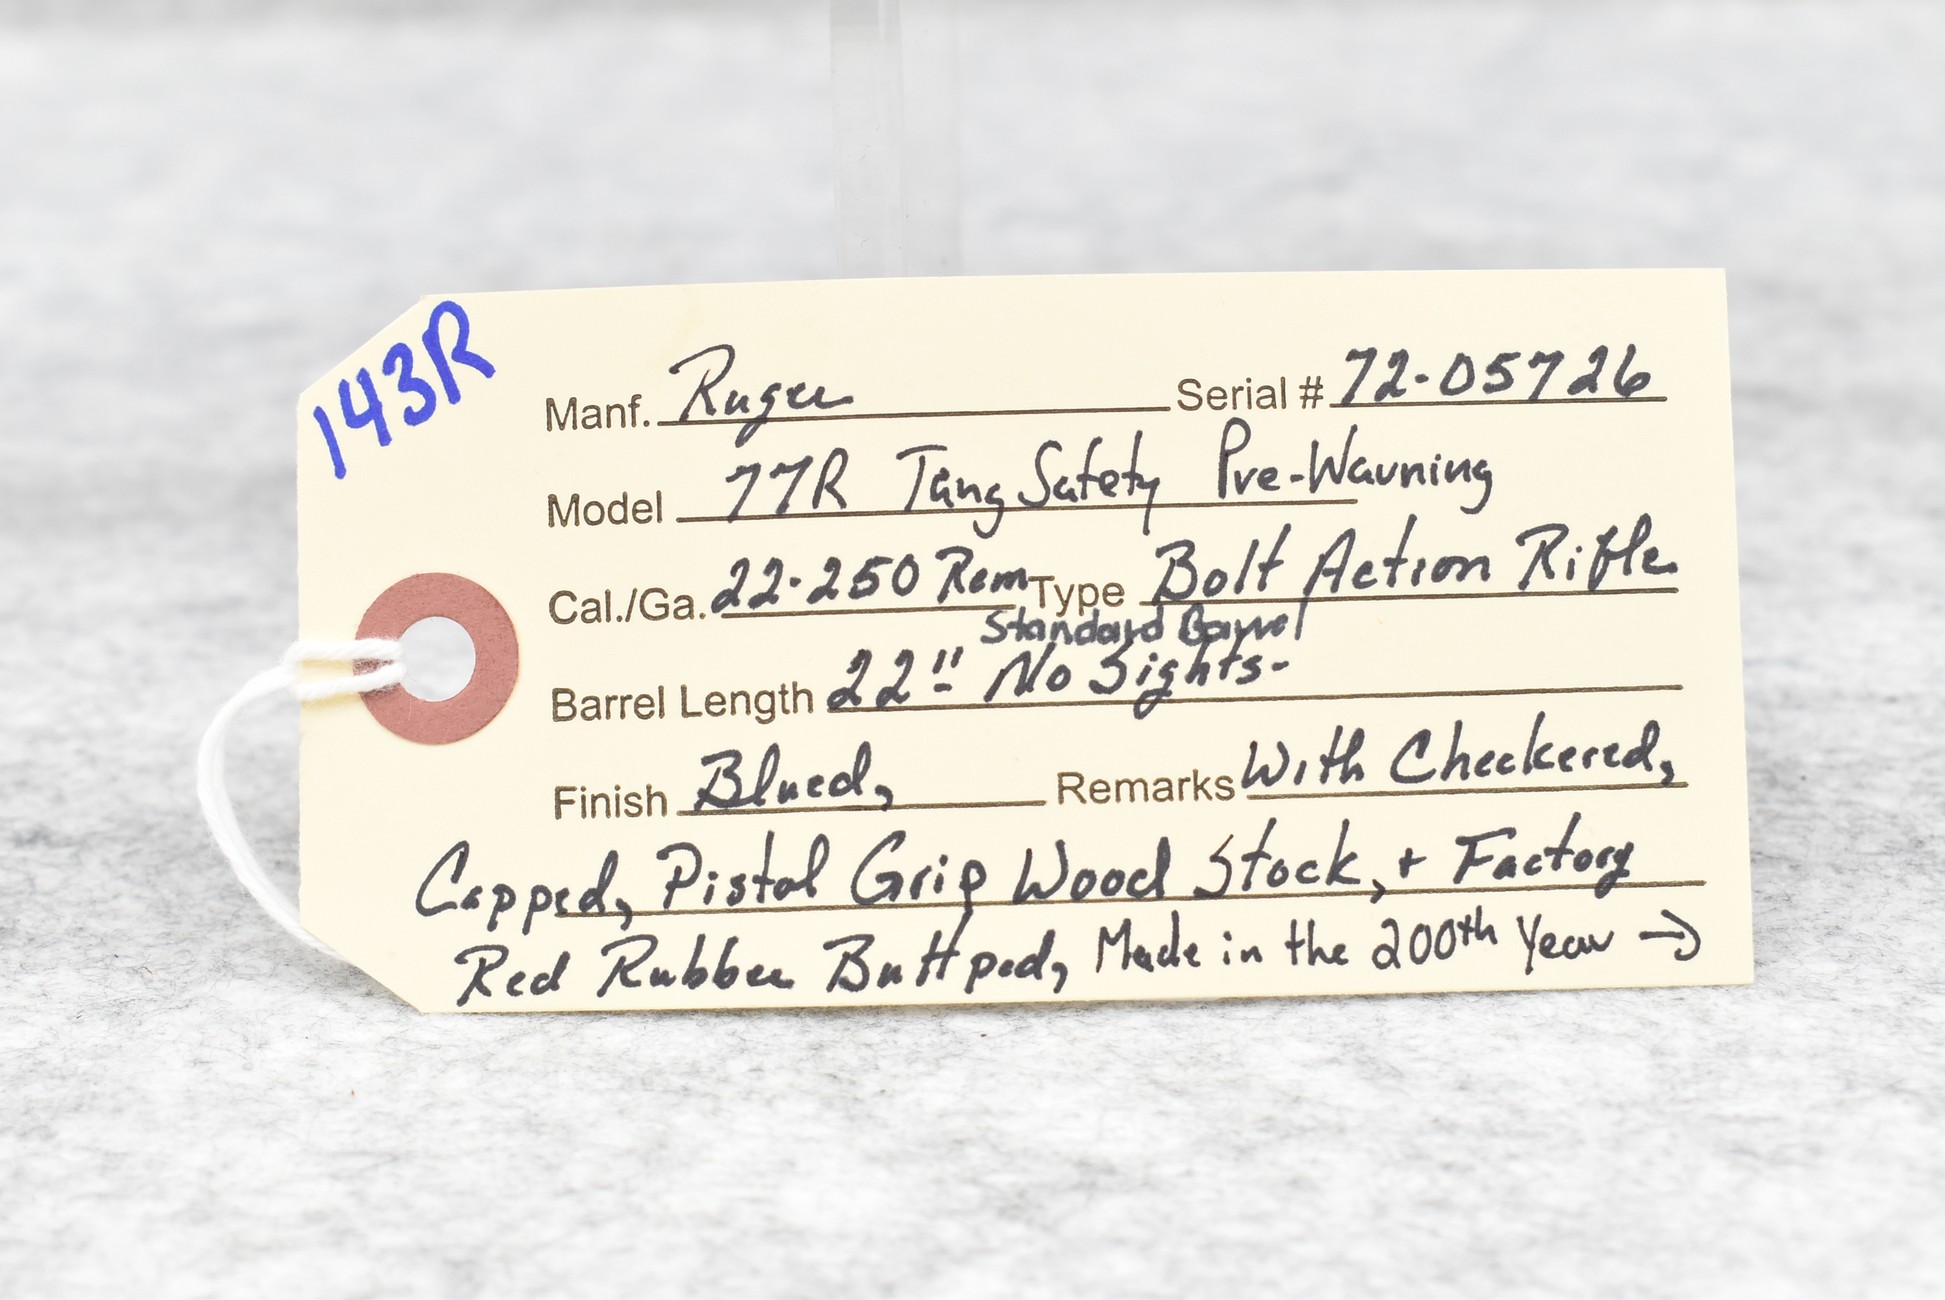 143R
Manf. Ruger Serial # 72-05726
Model 77R Tang Safety Pre-Warning
Cal./Ga. 22-250 Rem Type Bolt Action Rifle
Standard Barrel
Barrel Length 22" No Sights-
Finish Blued, Remarks With Checkered,
Capped, Pistol Grip Wood Stock, + Factory
Red Rubber Buttpad, Made in the 200th Year →